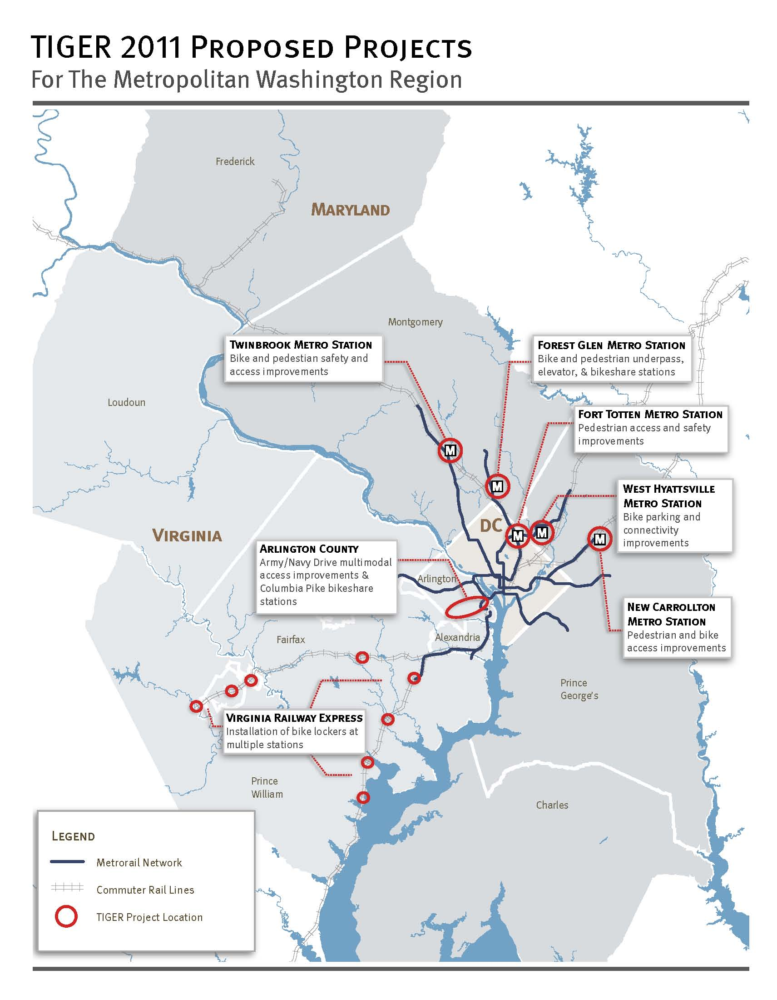 TIGER 2011 PROPOSED PROJECTS
For The Metropolitan Washington Region
Frederick
MARYLAND
Montgomery
TWINBROOK METRO STATION
Bike and pedestian safety and
access improvements
FOREST GLEN METRO STATION
Bike and pedestrian underpass,
elevator, & bikeshare stations
Loudoun
FORT TOTTEN METRO STATION
Pedestrian access and safety
improvements
M
M
WEST HYATTSVILLE
METRO STATION
Bike parking and
connectivity
improvements
DC
M
M
M
VIRGINIA
ARLINGTON COUNTY
Army/Navy Drive multimodal
access improvements &
Columbia Pike bikeshare
stations
Arlington
NEW CARROLLTON
METRO STATION
Pedestrian and bike
access improvements
Fairfax
Alexandria
Prince
George's
VIRGINIA RAILWAY EXPRESS
Installation of bike lockers at
multiple stations
Prince
William
Charles
LEGEND
Metrorail Network
Commuter Rail Lines
TIGER Project Location